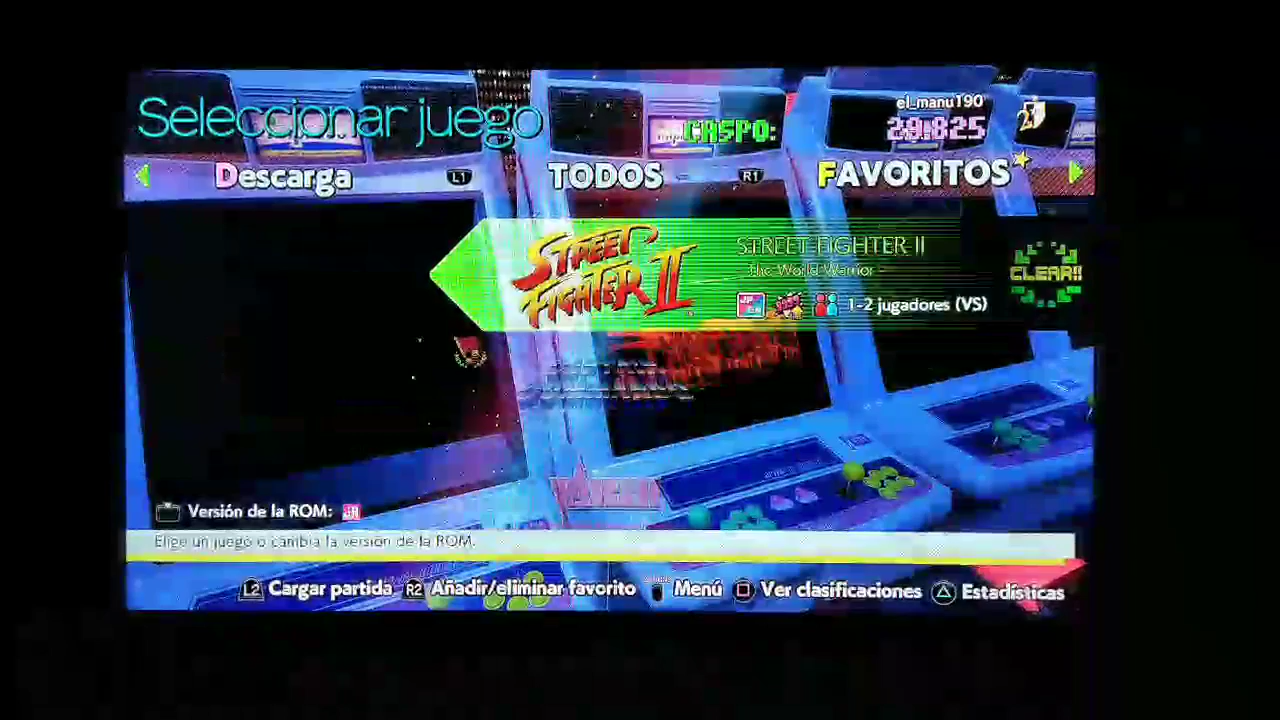 Seleccionar juego
el_manu190
CASPO:
29.825
Descarga
L1
TODOS
R1
FAVORITOS
STREET FIGHTER II
STREET FIGHTER II
- The World Warrior -
CLEAR!!
1-2 jugadores (VS)
Versión de la ROM:
Elige un juego o cambia la versión de la ROM.
L2 Cargar partida
R2 Añadir/eliminar favorito
Menú
Ver clasificaciones
Estadísticas